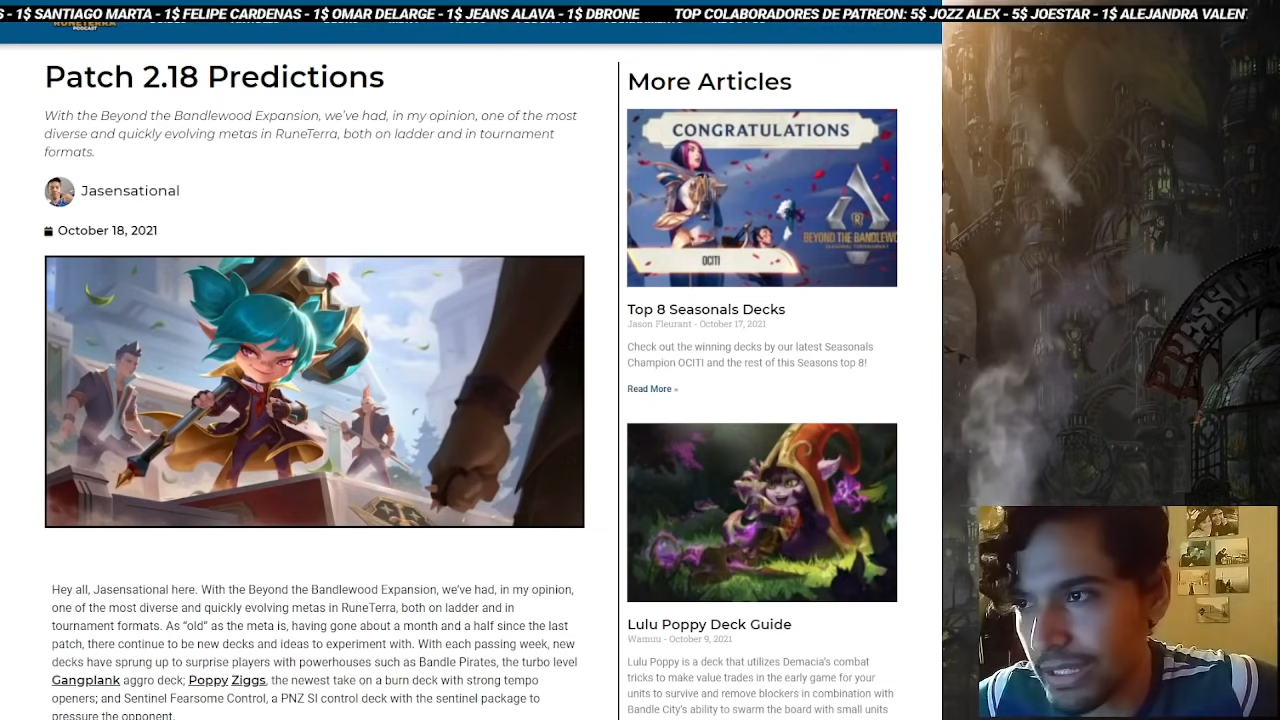 S - 1$ SANTIAGO MARTA - 1$ FELIPE CARDENAS - 1$ OMAR DELARGE - 1$ JEANS ALAVA - 1$ DBRONE TOP COLABORADORES DE PATREON: 5$ JOZZ ALEX - 5$ JOESTAR - 1$ ALEJANDRA VALEN
RUNETERRA
PODCAST
Patch 2.18 Predictions
With the Beyond the Bandlewood Expansion, we've had, in my opinion, one of the most
diverse and quickly evolving metas in RuneTerra, both on ladder and in tournament
formats.
Jasensational
October 18, 2021
Hey all, Jasensational here. With the Beyond the Bandlewood Expansion, we've had, in my opinion,
one of the most diverse and quickly evolving metas in RuneTerra, both on ladder and in
tournament formats. As “old” as the meta is, having gone about a month and a half since the last
patch, there continue to be new decks and ideas to experiment with. With each passing week, new
decks have sprung up to surprise players with powerhouses such as Bandle Pirates, the turbo level
Gangplank aggro deck; Poppy Ziggs, the newest take on a burn deck with strong tempo
openers; and Sentinel Fearsome Control, a PNZ SI control deck with the sentinel package to
pressure the opponent.
More Articles
CONGRATULATIONS
BEYOND THE BANDLEWO
SEASONAL TOURNAMENT
OCITI
Top 8 Seasonals Decks
Jason Fleurant - October 17, 2021
Check out the winning decks by our latest Seasonals
Champion OCITI and the rest of this Seasons top 8!
Read More »
Lulu Poppy Deck Guide
Wamuu - October 9, 2021
Lulu Poppy is a deck that utilizes Demacia's combat
tricks to make value trades in the early game for your
units to survive and remove blockers in combination with
Bandle City's ability to swarm the board with small units
PRESSU